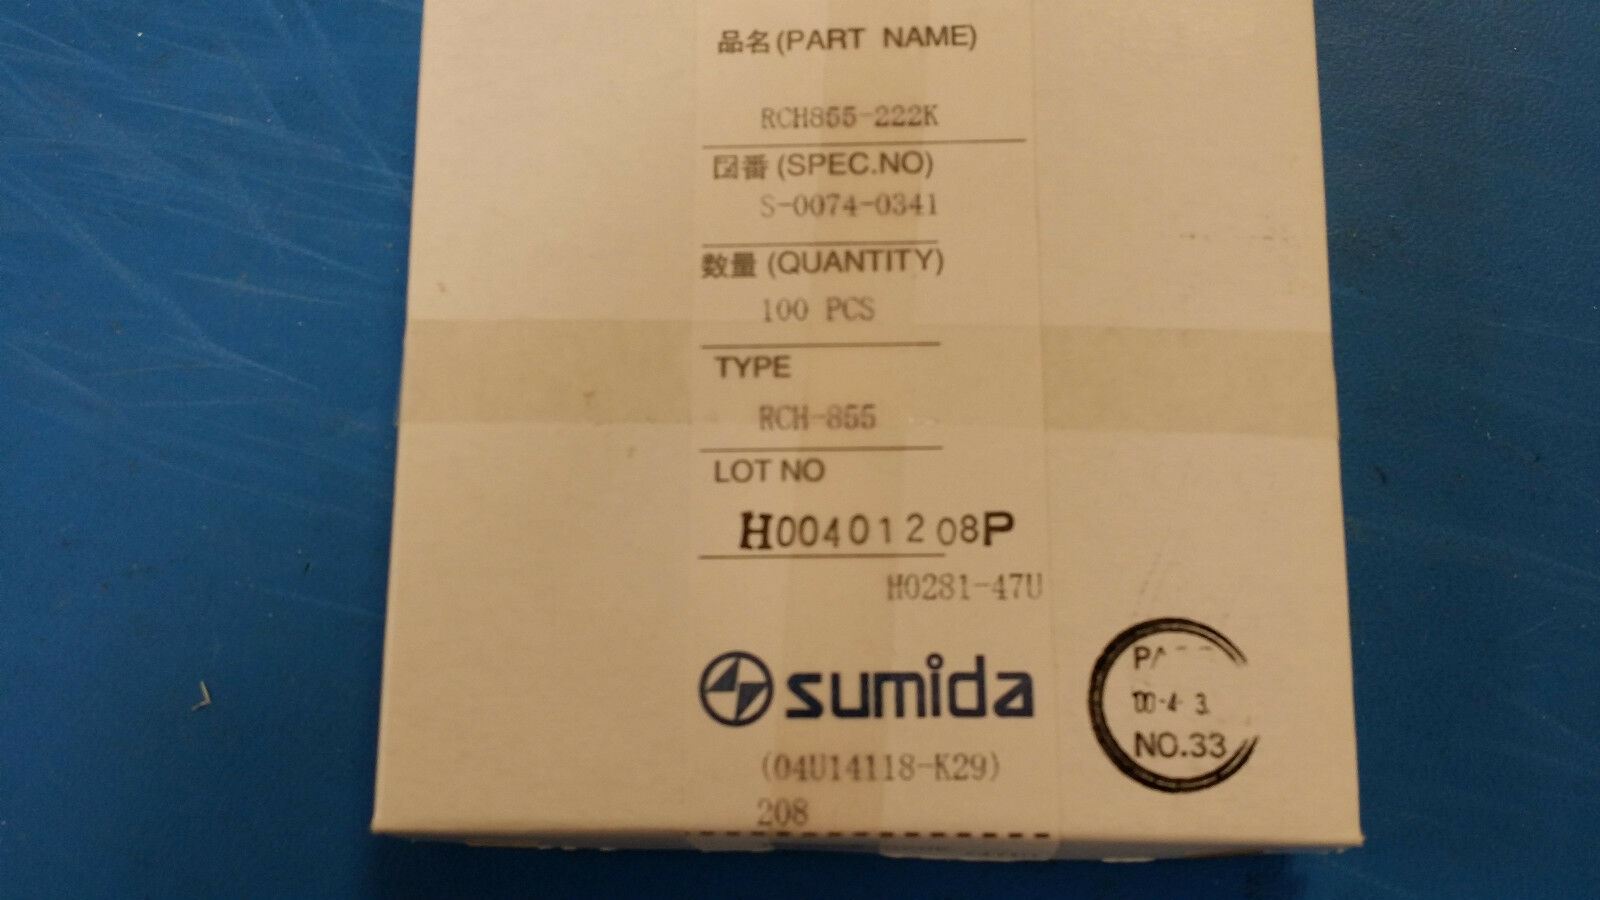 品名(PART NAME)
RCH855-222K
図番(SPEC.NO)
S-0074-0341
数量(QUANTITY)
100 PCS
TYPE
RCH-855
LOT NO
H00401208P
H0281-47U
sumida
(04U14118-K29)
208
'00-4-3.
NO.33